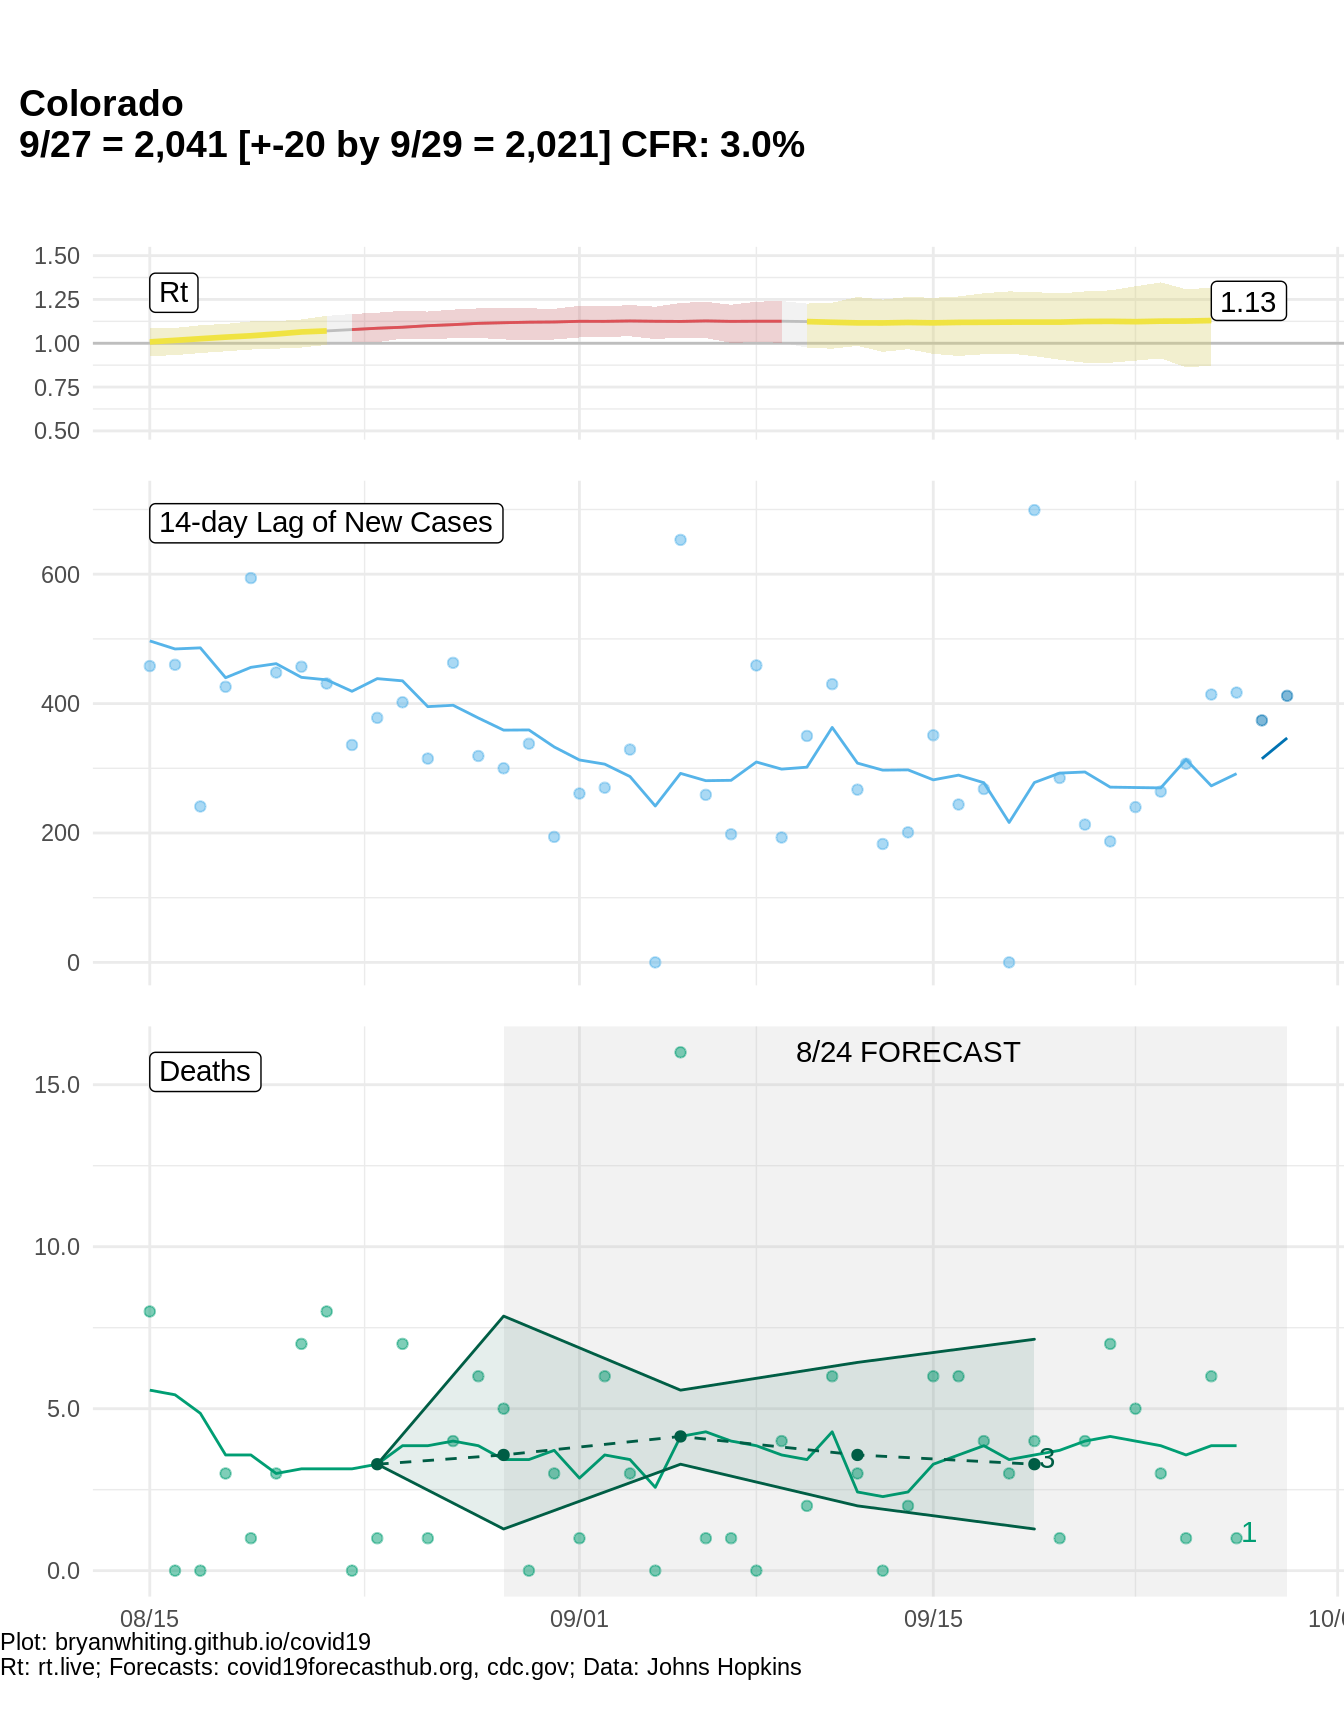 Colorado
9/27 = 2,041 [+-20 by 9/29 = 2,021] CFR: 3.0%
1.50
Rt
1.25
1.13
1.00
0.75
0.50
14-day Lag of New Cases
600
400
200
0
8/24 FORECAST
Deaths
15.0
10.0
5.0
3
1
0.0
08/15 09/01 09/15
Plot: bryanwhiting.github.io/covid19
Rt: rt.live; Forecasts: covid19forecasthub.org, cdc.gov; Data: Johns Hopkins